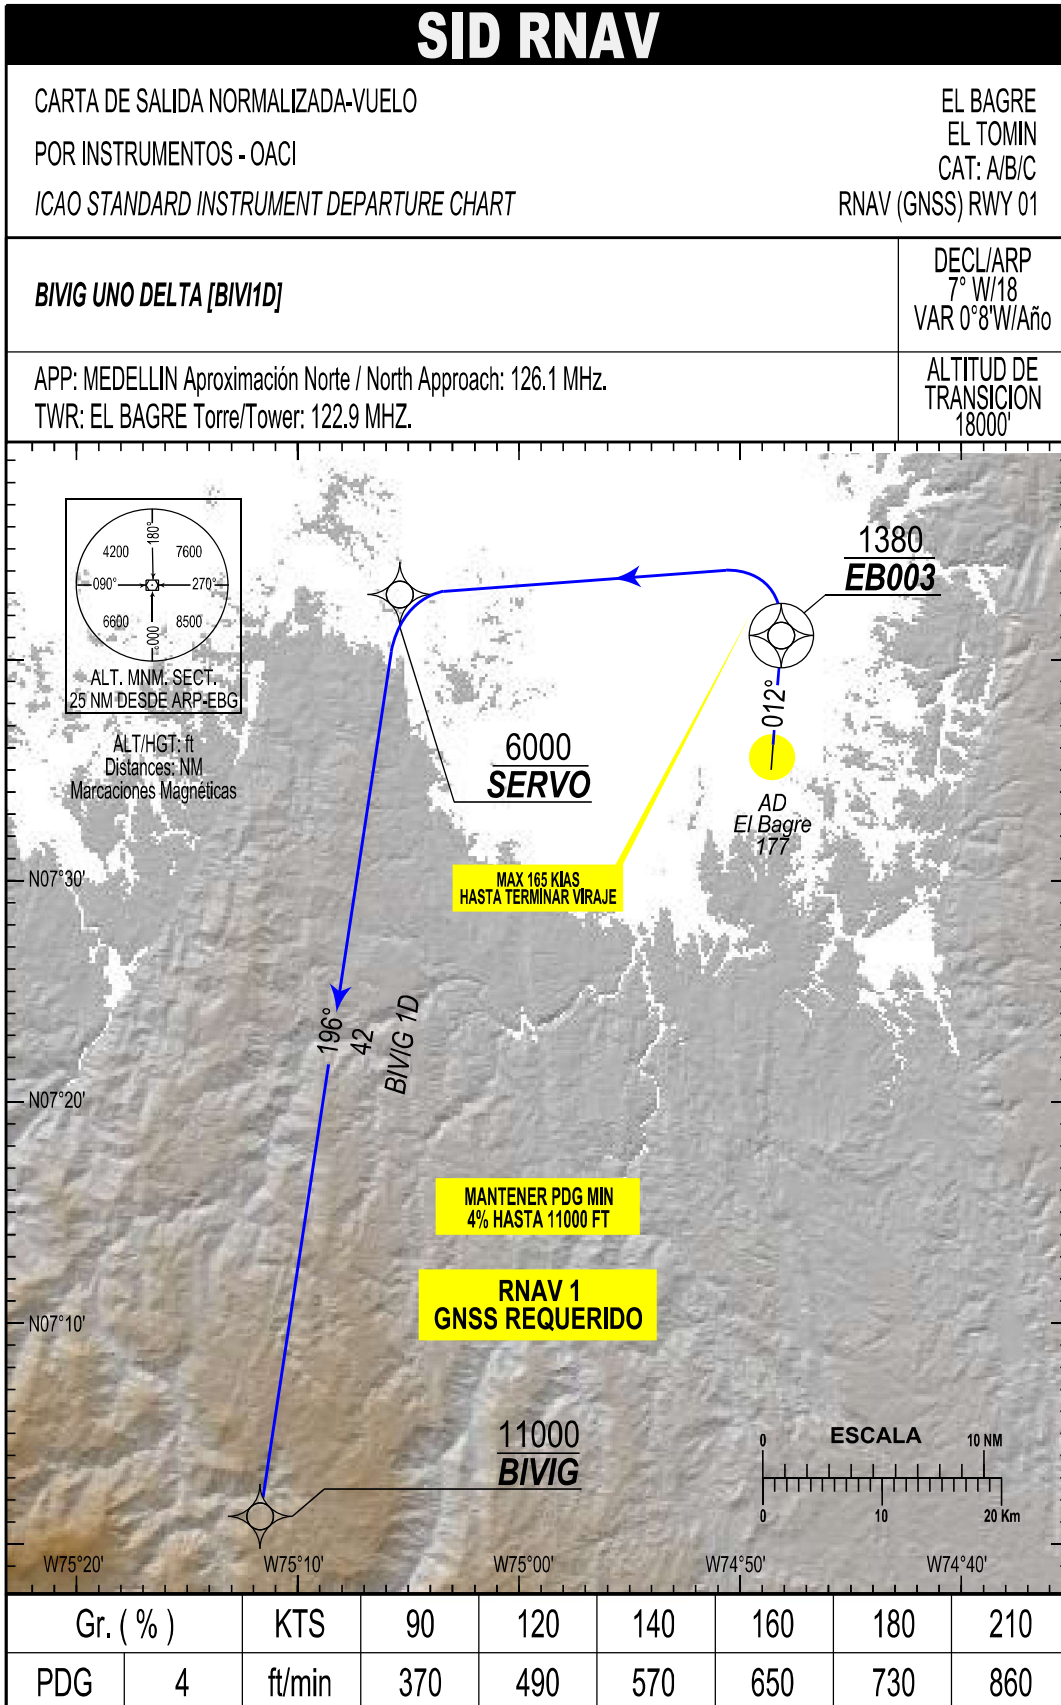 SID RNAV
CARTA DE SALIDA NORMALIZADA-VUELO
POR INSTRUMENTOS - OACI
ICAO STANDARD INSTRUMENT DEPARTURE CHART
EL BAGRE
EL TOMIN
CAT: A/B/C
RNAV (GNSS) RWY 01
BIVIG UNO DELTA [BIVI1D]
DECL/ARP
7° W/18
VAR 0°8'W/Año
APP: MEDELLIN Aproximación Norte / North Approach: 126.1 MHz.
TWR: EL BAGRE Torre/Tower: 122.9 MHZ.
ALTITUD DE
TRANSICION
18000'
180°
4200
7600
090°
270°
6600
8500
000°
ALT. MNM. SECT.
25 NM DESDE ARP-EBG
ALT/HGT: ft
Distances: NM
Marcaciones Magnéticas
1380
EB003
012°
6000
SERVO
AD
El Bagre
177
MAX 165 KIAS
HASTA TERMINAR VIRAJE
N07°30'
196°
42
BIVIG 1D
N07°20'
MANTENER PDG MIN
4% HASTA 11000 FT
RNAV 1
GNSS REQUERIDO
N07°10'
11000
BIVIG
ESCALA
0 10 NM
0 10 20 Km
W75°20' W75°10' W75°00' W74°50' W74°40'
Gr. ( % ) KTS 90 120 140 160 180 210
PDG 4 ft/min 370 490 570 650 730 860